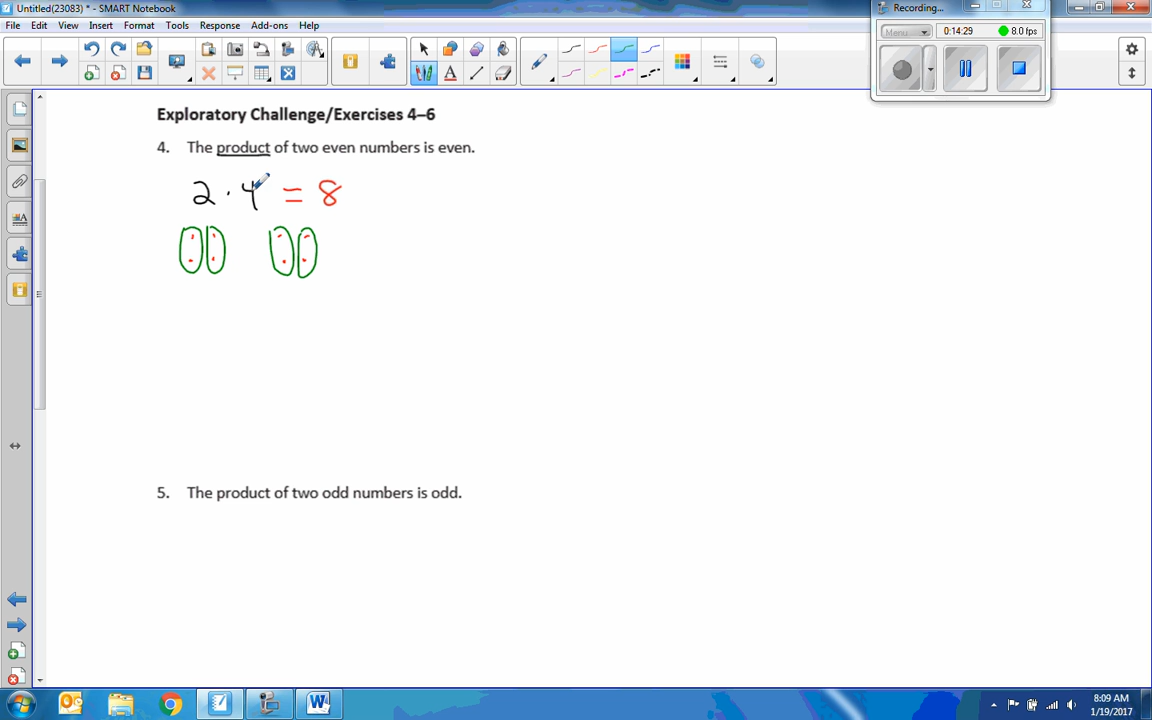 Untitled(23083) * - SMART Notebook
File Edit View Insert Format Tools Response Add-ons Help
Recording...
Menu 0:14:29 8.0 fps
Exploratory Challenge/Exercises 4–6
4. The product of two even numbers is even.
2 · 4 = 8
5. The product of two odd numbers is odd.
8:09 AM
1/19/2017